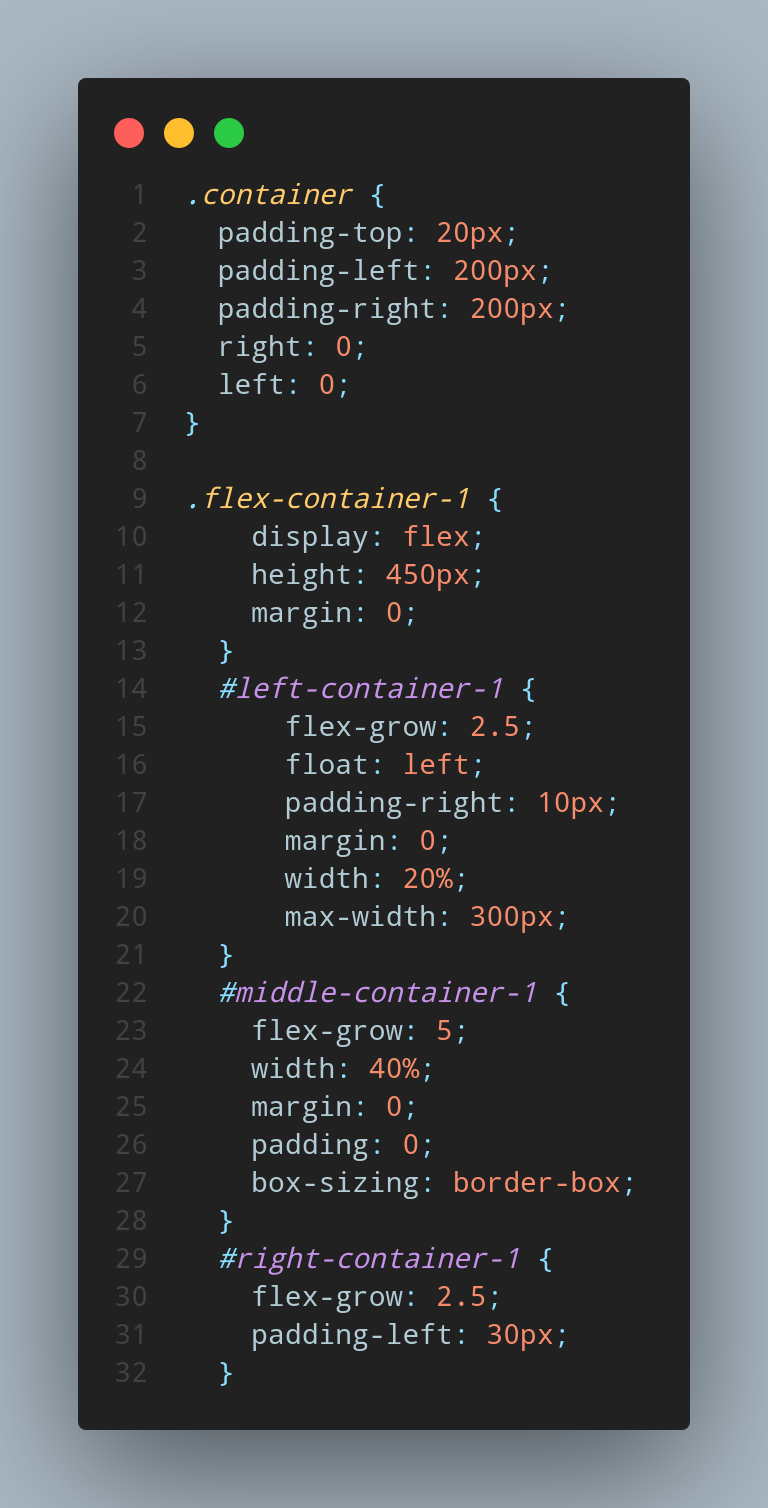 1 .container {
2   padding-top: 20px;
3   padding-left: 200px;
4   padding-right: 200px;
5   right: 0;
6   left: 0;
7 }
8
9 .flex-container-1 {
10     display: flex;
11     height: 450px;
12     margin: 0;
13   }
14   #left-container-1 {
15       flex-grow: 2.5;
16       float: left;
17       padding-right: 10px;
18       margin: 0;
19       width: 20%;
20       max-width: 300px;
21   }
22   #middle-container-1 {
23     flex-grow: 5;
24     width: 40%;
25     margin: 0;
26     padding: 0;
27     box-sizing: border-box;
28   }
29   #right-container-1 {
30     flex-grow: 2.5;
31     padding-left: 30px;
32   }